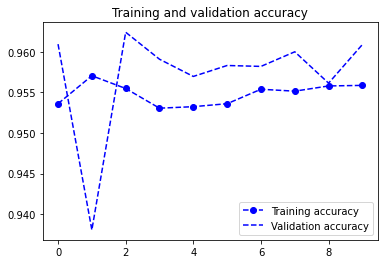 Training and validation accuracy
0.960
0.955
0.950
0.945
0.940
Training accuracy
Validation accuracy
0 2 4 6 8